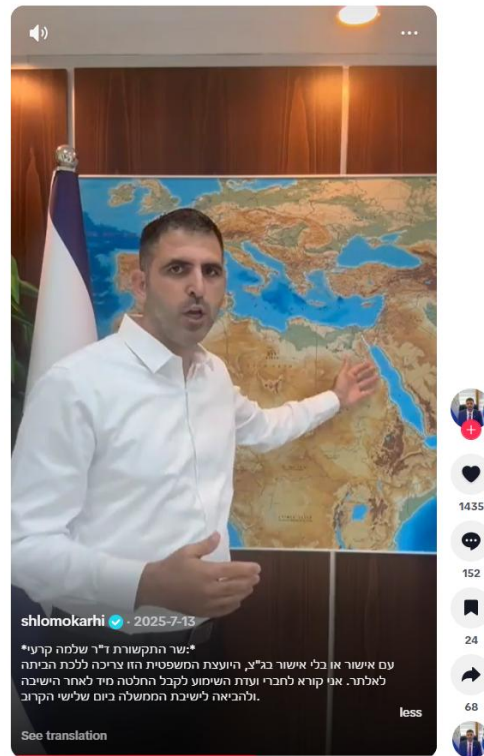 shlomokarhi · 2025-7-13
*שר התקשורת ד"ר שלמה קרעי:*
עם אישור או בלי אישור בג"צ, היועצת המשפטית הזו צריכה ללכת הביתה
לאלתר. אני קורא לחברי ועדת השימוע לקבל החלטה מיד לאחר הישיבה
ולהביאה לישיבת הממשלה ביום שלישי הקרוב.
less
See translation
1435
152
24
68